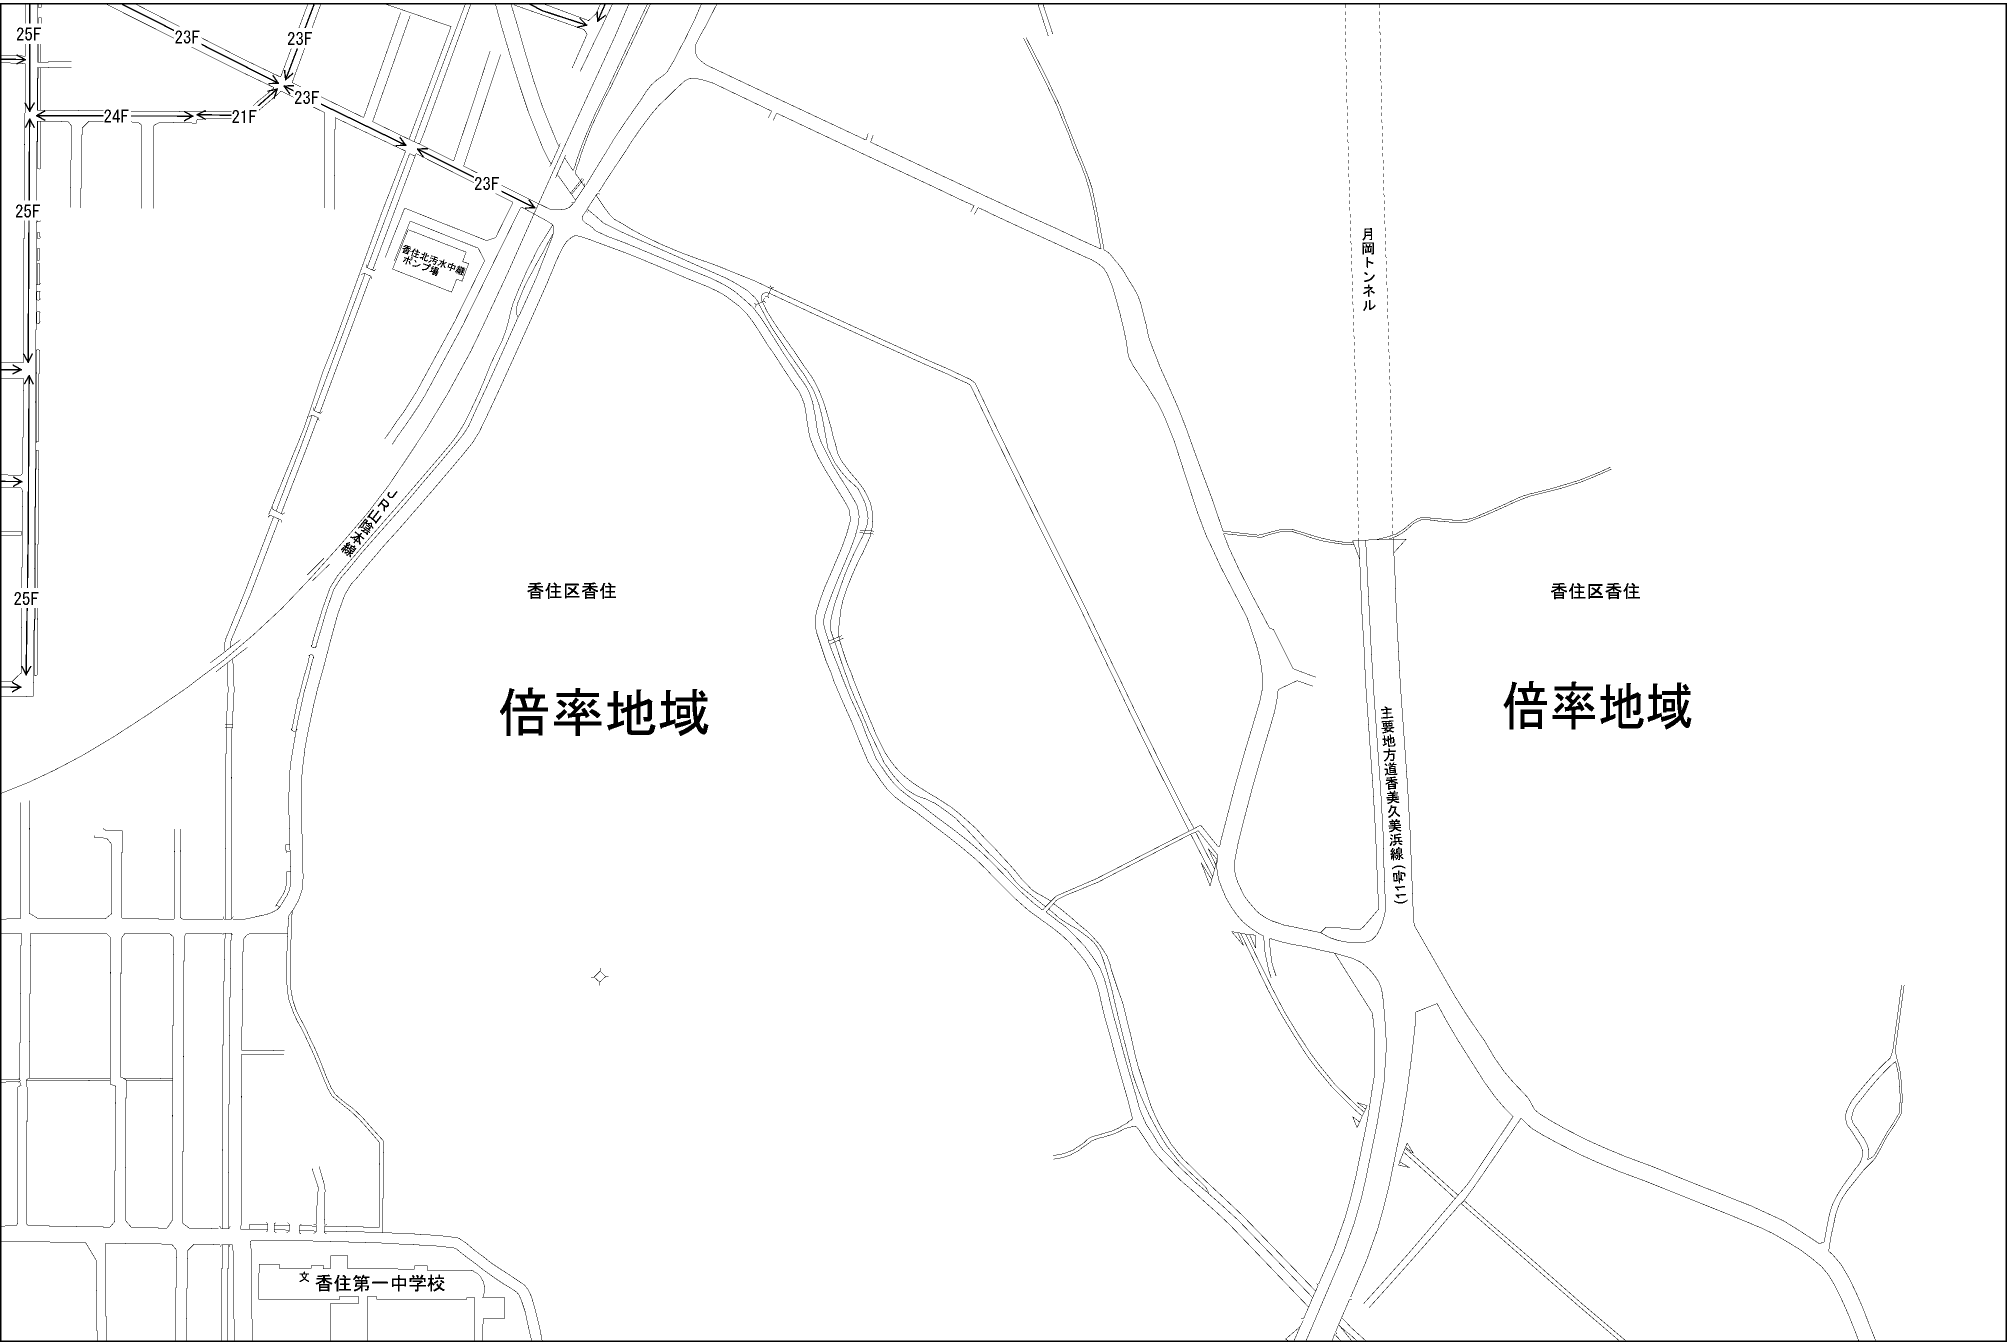 25F
23F
23F
23F
24F
21F
23F
25F
香住北汚水中継
ポンプ場
月岡トンネル
JR山陰本線
25F
香住区香住
香住区香住
倍率地域
倍率地域
主要地方道香美久美浜線(11号)
文 香住第一中学校